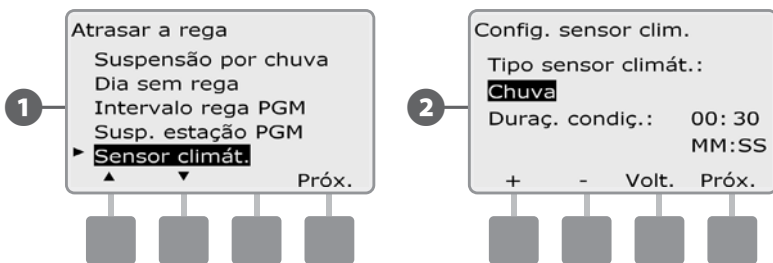 1
Atrasar a rega
Suspensão por chuva
Dia sem rega
Intervalo rega PGM
Susp. estação PGM
► Sensor climát.
▲ ▼ Próx.
2
Config. sensor clim.
Tipo sensor climát.:
Chuva
Duraç. condiç.: 00: 30
MM:SS
+ - Volt. Próx.